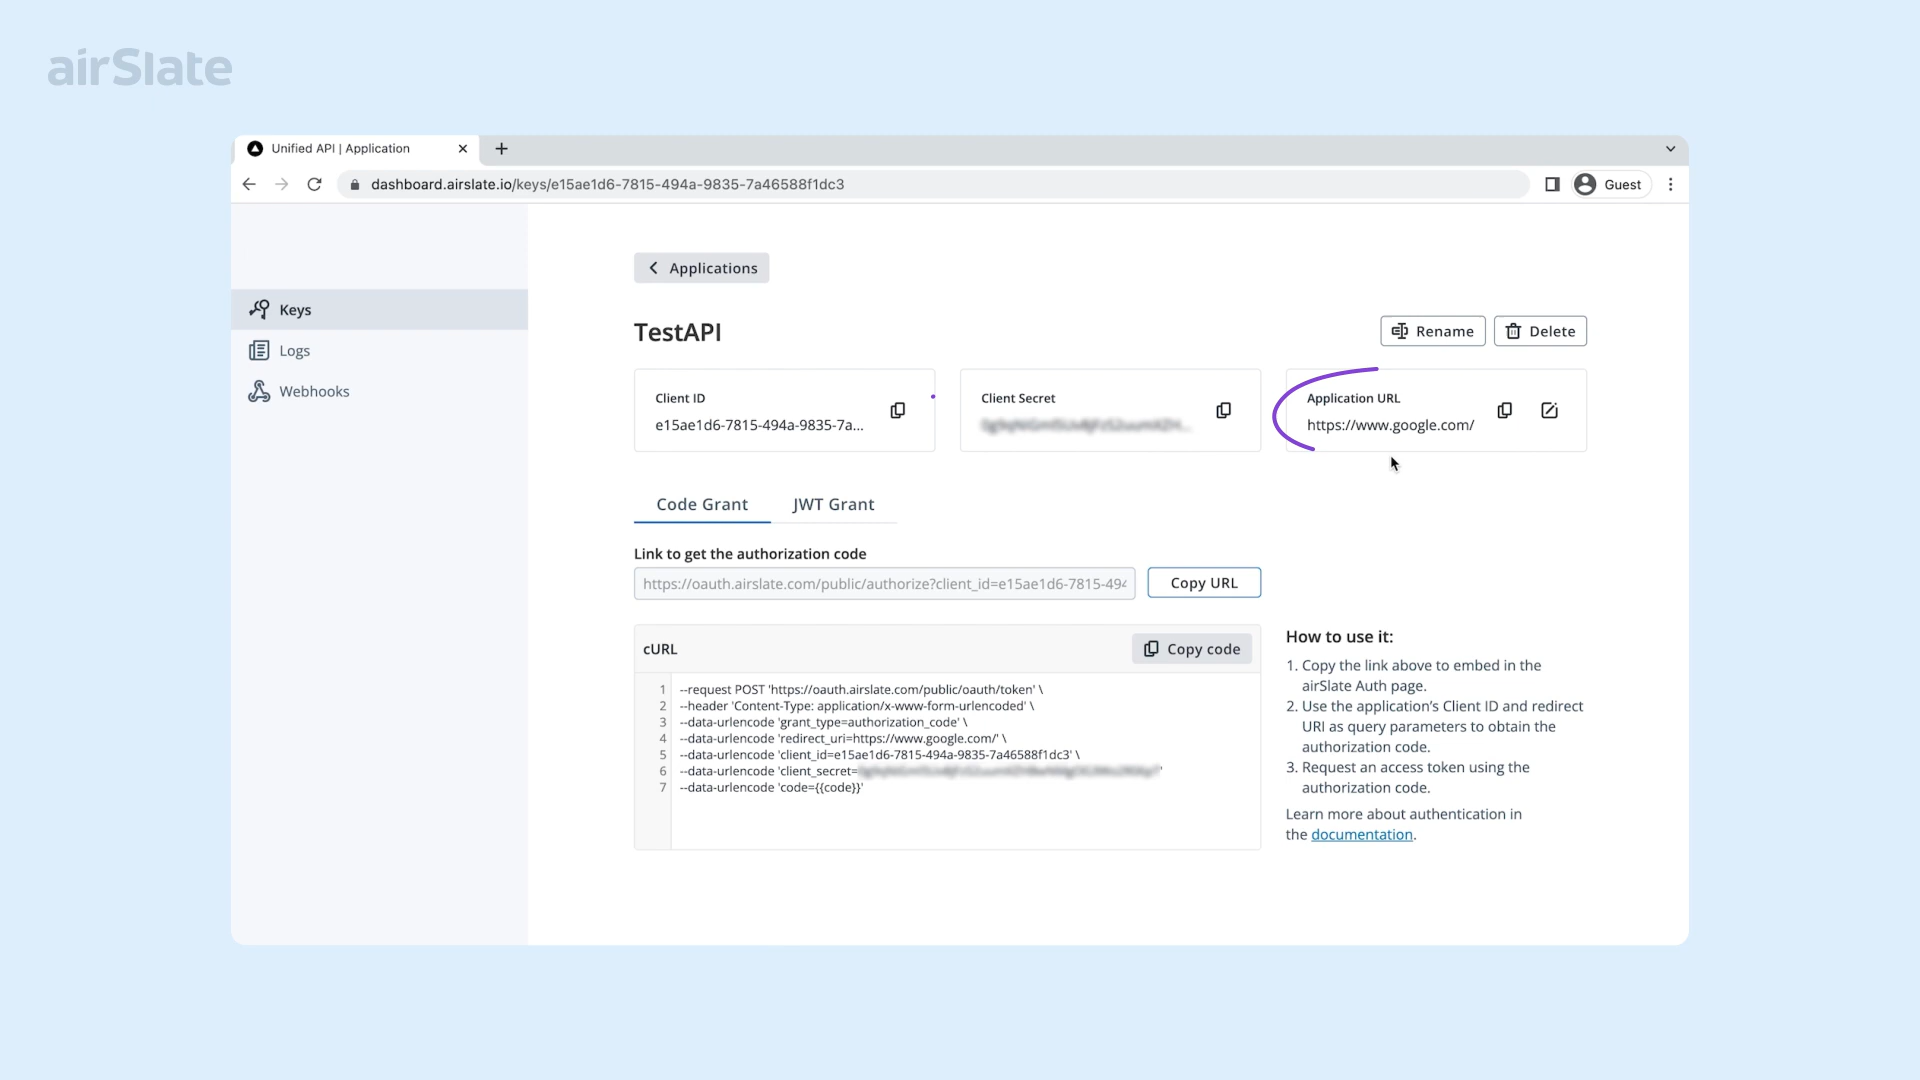 airSlate
Unified API | Application
dashboard.airslate.io/keys/e15ae1d6-7815-494a-9835-7a46588f1dc3
Guest
Applications
Keys
Logs
Webhooks
TestAPI
Rename
Delete
Client ID
e15ae1d6-7815-494a-9835-7a...
Client Secret
Application URL
https://www.google.com/
Code Grant
JWT Grant
Link to get the authorization code
https://oauth.airslate.com/public/authorize?client_id=e15ae1d6-7815-494
Copy URL
cURL
Copy code
1 --request POST 'https://oauth.airslate.com/public/oauth/token' \
2 --header 'Content-Type: application/x-www-form-urlencoded' \
3 --data-urlencode 'grant_type=authorization_code' \
4 --data-urlencode 'redirect_uri=https://www.google.com/' \
5 --data-urlencode 'client_id=e15ae1d6-7815-494a-9835-7a46588f1dc3' \
6 --data-urlencode 'client_secret= '
7 --data-urlencode 'code={{code}}'
How to use it:
1. Copy the link above to embed in the
airSlate Auth page.
2. Use the application's Client ID and redirect
URI as query parameters to obtain the
authorization code.
3. Request an access token using the
authorization code.
Learn more about authentication in
the documentation.